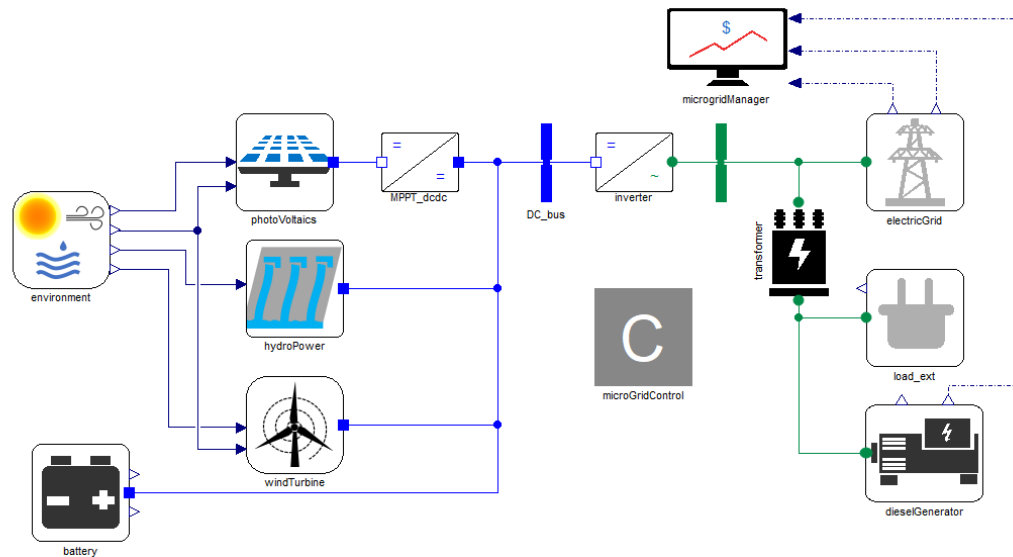 $
microgridManager
photoVoltaics
=
=
MPPT_dcdc
DC_bus
=
~
inverter
electricGrid
environment
transformer
hydroPower
C
microGridControl
load_ext
windTurbine
battery
dieselGenerator